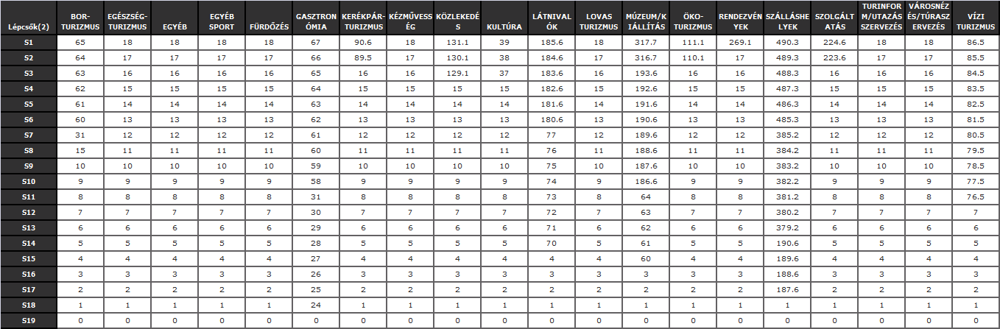 Lépcsők(2) BOR-TURIZMUS EGÉSZSÉG-TURIZMUS EGYÉB EGYÉB SPORT FÜRDŐZÉS GASZTRONÓMIA KERÉKPÁR-TURIZMUS KÉZMŰVESSÉG KÖZLEKEDÉS KULTÚRA LÁTNIVALÓK LOVAS TURIZMUS MÚZEUM/KIÁLLÍTÁS ÖKO-TURIZMUS RENDEZVÉNYEK SZÁLLÁSHELYEK SZOLGÁLTATÁS TURINFORM/UTAZÁSSZERVEZÉS VÁROSNÉZÉS/TÚRASZERVEZÉS VÍZI TURIZMUS
S1 65 18 18 18 18 67 90.6 18 131.1 39 185.6 18 317.7 111.1 269.1 490.3 224.6 18 18 86.5
S2 64 17 17 17 17 66 89.5 17 130.1 38 184.6 17 316.7 110.1 17 489.3 223.6 17 17 85.5
S3 63 16 16 16 16 65 16 16 129.1 37 183.6 16 193.6 16 16 488.3 16 16 16 84.5
S4 62 15 15 15 15 64 15 15 15 15 182.6 15 192.6 15 15 487.3 15 15 15 83.5
S5 61 14 14 14 14 63 14 14 14 14 181.6 14 191.6 14 14 486.3 14 14 14 82.5
S6 60 13 13 13 13 62 13 13 13 13 180.6 13 190.6 13 13 485.3 13 13 13 81.5
S7 31 12 12 12 12 61 12 12 12 12 77 12 189.6 12 12 385.2 12 12 12 80.5
S8 15 11 11 11 11 60 11 11 11 11 76 11 188.6 11 11 384.2 11 11 11 79.5
S9 10 10 10 10 10 59 10 10 10 10 75 10 187.6 10 10 383.2 10 10 10 78.5
S10 9 9 9 9 9 58 9 9 9 9 74 9 186.6 9 9 382.2 9 9 9 77.5
S11 8 8 8 8 8 31 8 8 8 8 73 8 64 8 8 381.2 8 8 8 76.5
S12 7 7 7 7 7 30 7 7 7 7 72 7 63 7 7 380.2 7 7 7 7
S13 6 6 6 6 6 29 6 6 6 6 71 6 62 6 6 379.2 6 6 6 6
S14 5 5 5 5 5 28 5 5 5 5 70 5 61 5 5 190.6 5 5 5 5
S15 4 4 4 4 4 27 4 4 4 4 4 4 60 4 4 189.6 4 4 4 4
S16 3 3 3 3 3 26 3 3 3 3 3 3 3 3 3 188.6 3 3 3 3
S17 2 2 2 2 2 25 2 2 2 2 2 2 2 2 2 187.6 2 2 2 2
S18 1 1 1 1 1 24 1 1 1 1 1 1 1 1 1 1 1 1 1 1
S19 0 0 0 0 0 0 0 0 0 0 0 0 0 0 0 0 0 0 0 0